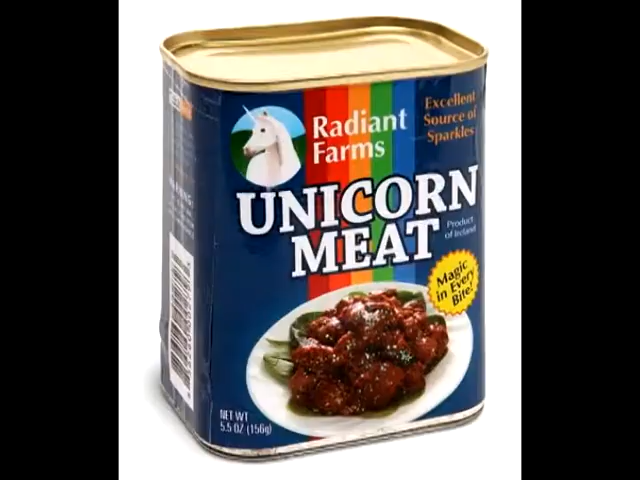 Radiant
Farms
Excellent
Source of
Sparkles
UNICORN
MEAT
Product
of Ireland
Magic
in Every
Bite!
NET WT
5.5 OZ (156g)
WARNING: